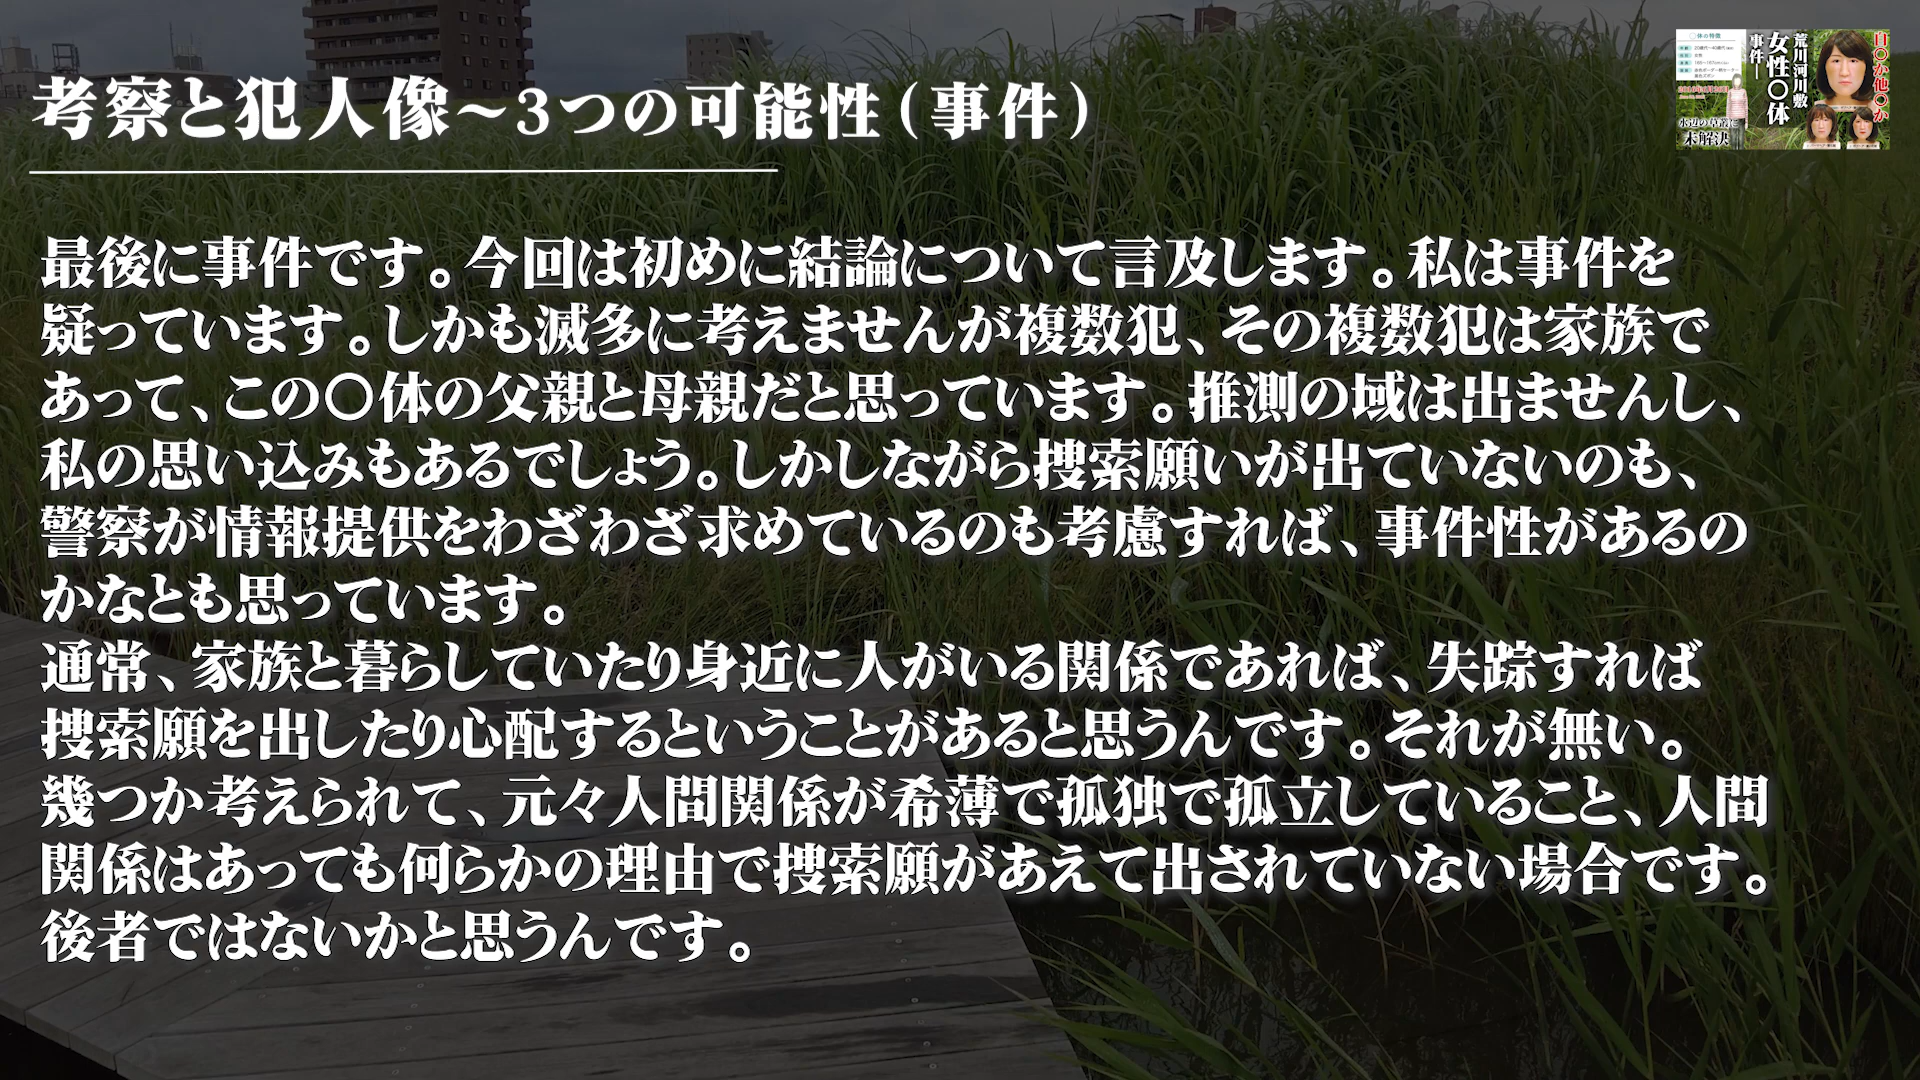 考察と犯人像～3つの可能性（事件）
最後に事件です。今回は初めに結論について言及します。私は事件を
疑っています。しかも滅多に考えませんが複数犯、その複数犯は家族で
あって、この〇体の父親と母親だと思っています。推測の域は出ませんし、
私の思い込みもあるでしょう。しかしながら捜索願いが出ていないのも、
警察が情報提供をわざわざ求めているのも考慮すれば、事件性があるの
かなとも思っています。
通常、家族と暮らしていたり身近に人がいる関係であれば、失踪すれば
捜索願を出したり心配するということがあると思うんです。それが無い。
幾つか考えられて、元々人間関係が希薄で孤独で孤立していること、人間
関係はあっても何らかの理由で捜索願があえて出されていない場合です。
後者ではないかと思うんです。
自〇か他〇か
荒川河川敷
女性〇体
事件
未解決